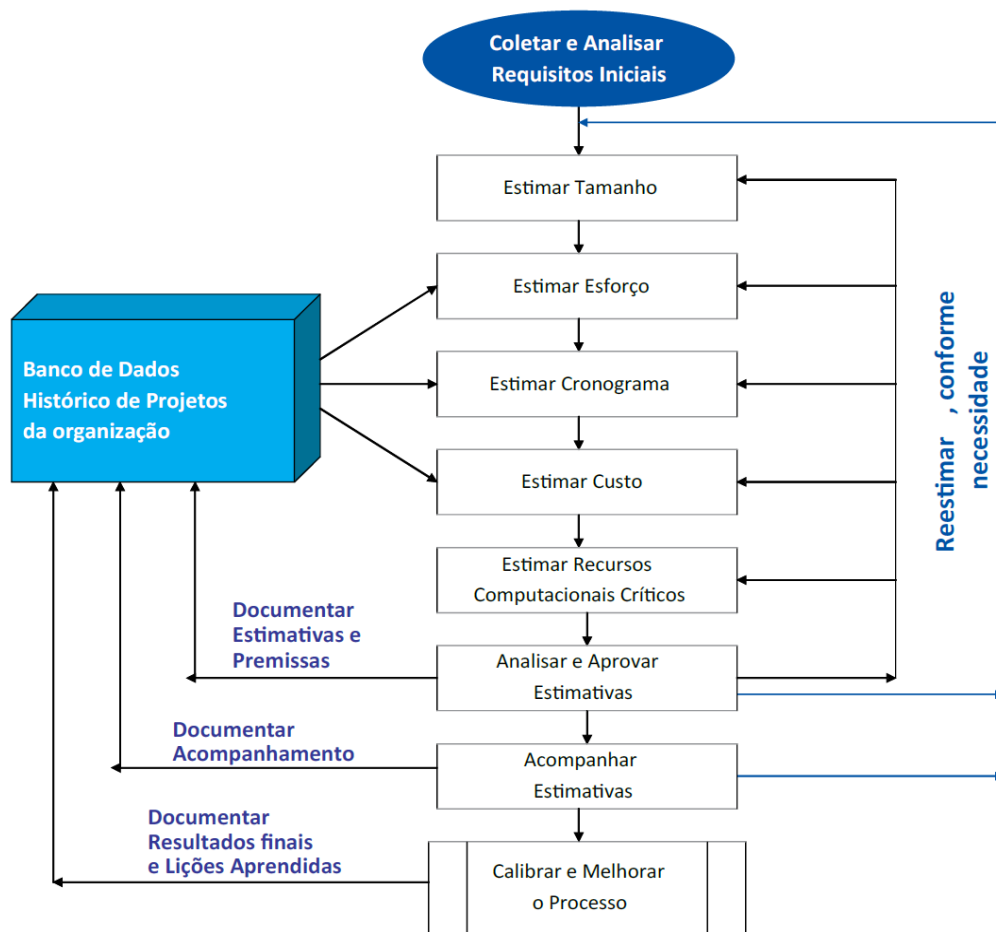 Coletar e Analisar
Requisitos Iniciais
Estimar Tamanho
Estimar Esforço
Banco de Dados
Histórico de Projetos
da organização
Estimar Cronograma
Estimar Custo
Reestimar , conforme
necessidade
Estimar Recursos
Computacionais Críticos
Documentar
Estimativas e
Premissas
Analisar e Aprovar
Estimativas
Documentar
Acompanhamento
Acompanhar
Estimativas
Documentar
Resultados finais
e Lições Aprendidas
Calibrar e Melhorar
o Processo